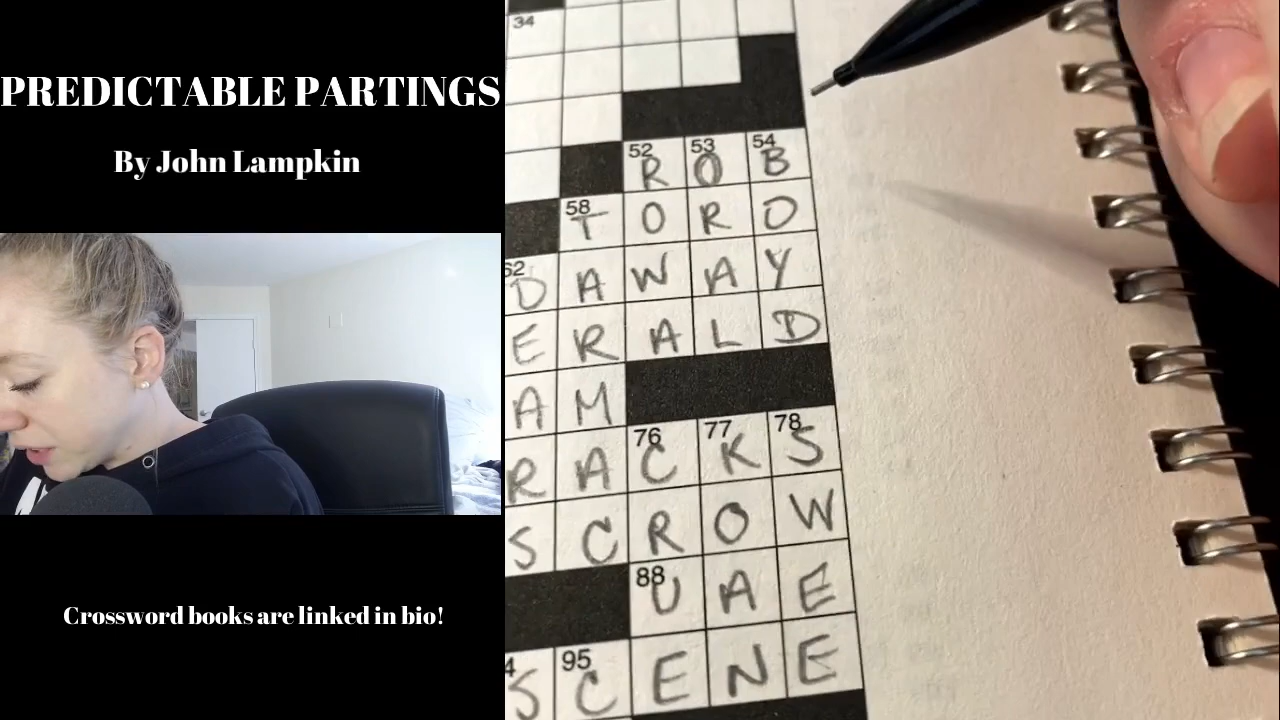 PREDICTABLE PARTINGS
By John Lampkin
Crossword books are linked in bio!
34
52 53 54
R O B
58
T O R O
62
D A W A Y
E R A L D
A M
76 77 78
R A C K S
S C R O W
88
U A E
95
S C E N E